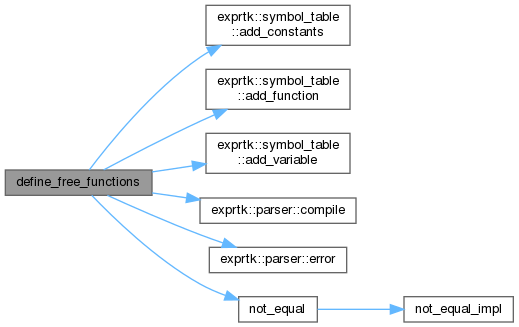 exprtk::symbol_table
::add_constants
exprtk::symbol_table
::add_function
exprtk::symbol_table
::add_variable
define_free_functions
exprtk::parser::compile
exprtk::parser::error
not_equal
not_equal_impl